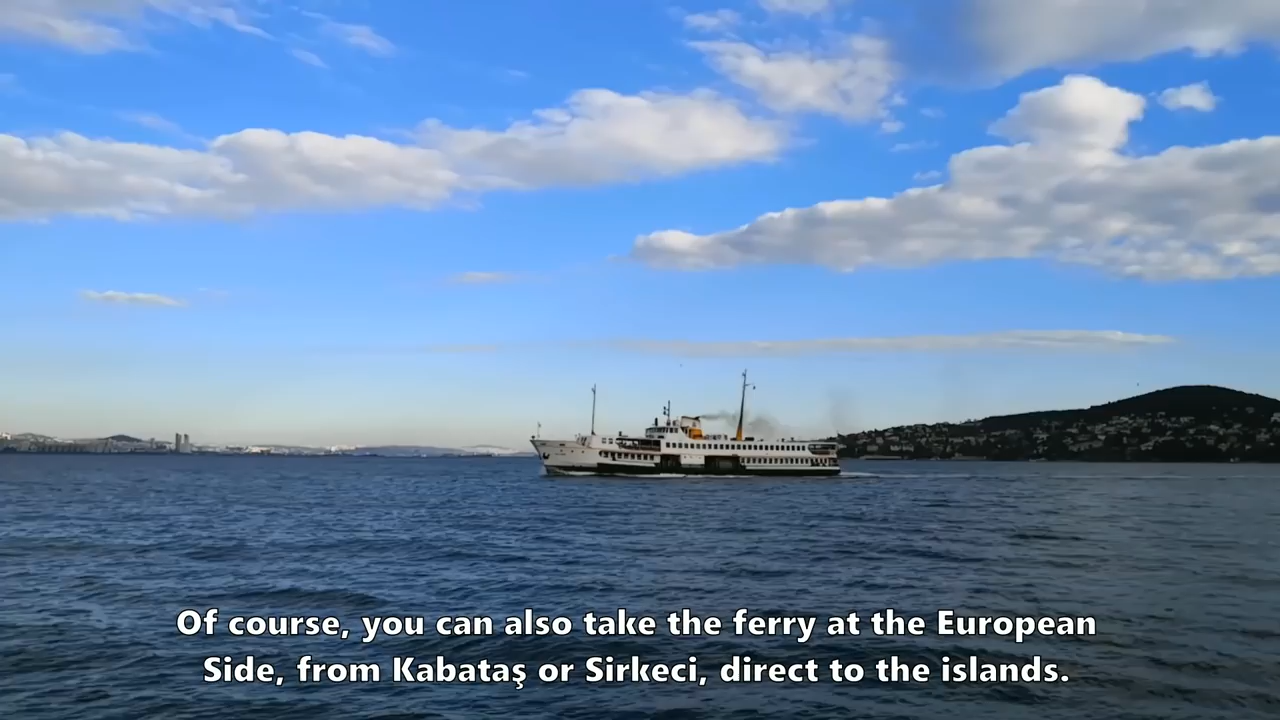 Of course, you can also take the ferry at the European
Side, from Kabataş or Sirkeci, direct to the islands.